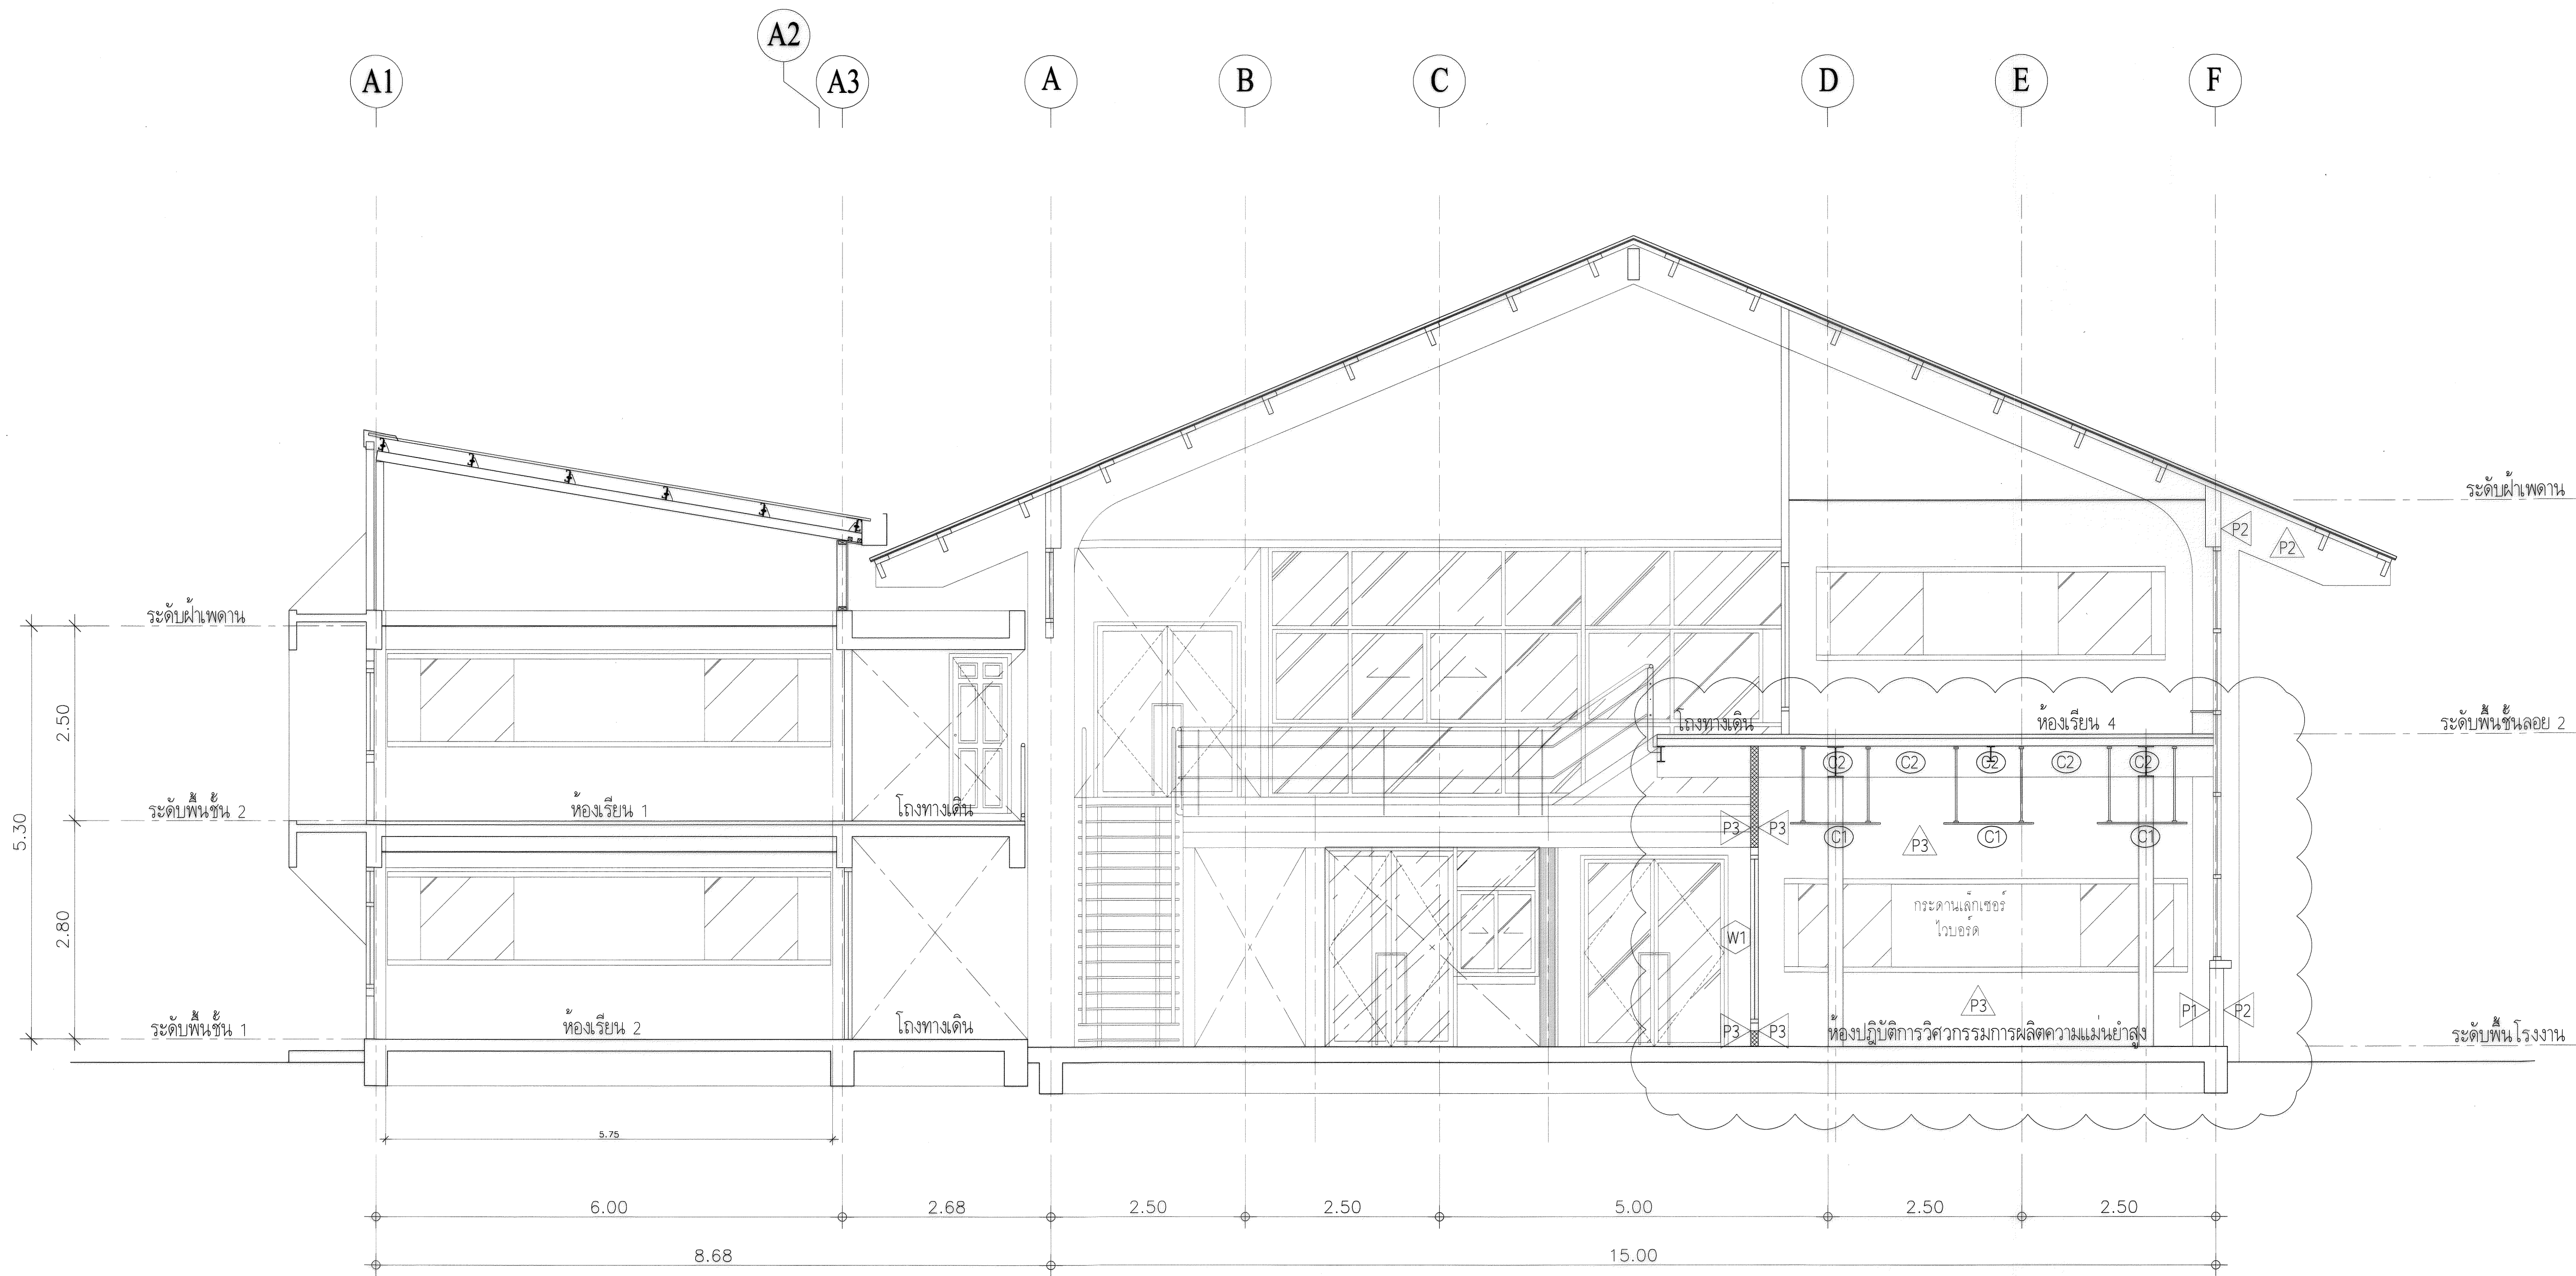 A2
A1
A3
A
B
C
D
E
F
ระดับฝ้าเพดาน
P2
P2
ระดับฝ้าเพดาน
2.50
5.30
2.80
โถงทางเดิน
ห้องเรียน 4
ระดับพื้นชั้นลอย 2
C2
C2
C2
C2
C2
ระดับพื้นชั้น 2
ห้องเรียน 1
โถงทางเดิน
P3
P3
C1
C1
C1
P3
กระดานเล็กเชอร์
ไวบอร์ด
W1
P3
P1
P2
ระดับพื้นชั้น 1
ห้องเรียน 2
โถงทางเดิน
P3
P3
ห้องปฎิบัติการวิศวกรรมการผลิตความแม่นยำสูง
ระดับพื้นโรงงาน
5.75
6.00
2.68
2.50
2.50
5.00
2.50
2.50
8.68
15.00